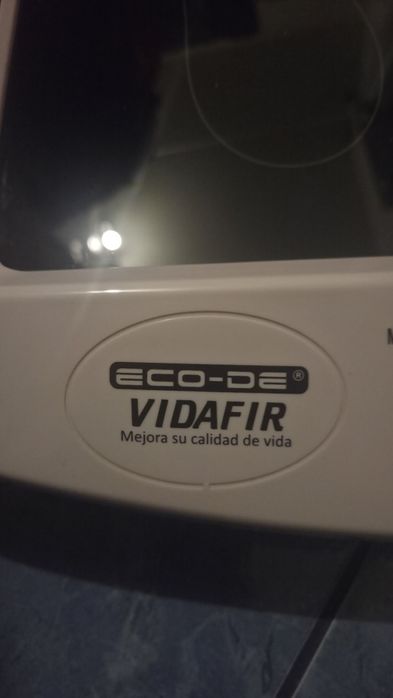 ECO-DE®
VIDAFIR
Mejora su calidad de vida